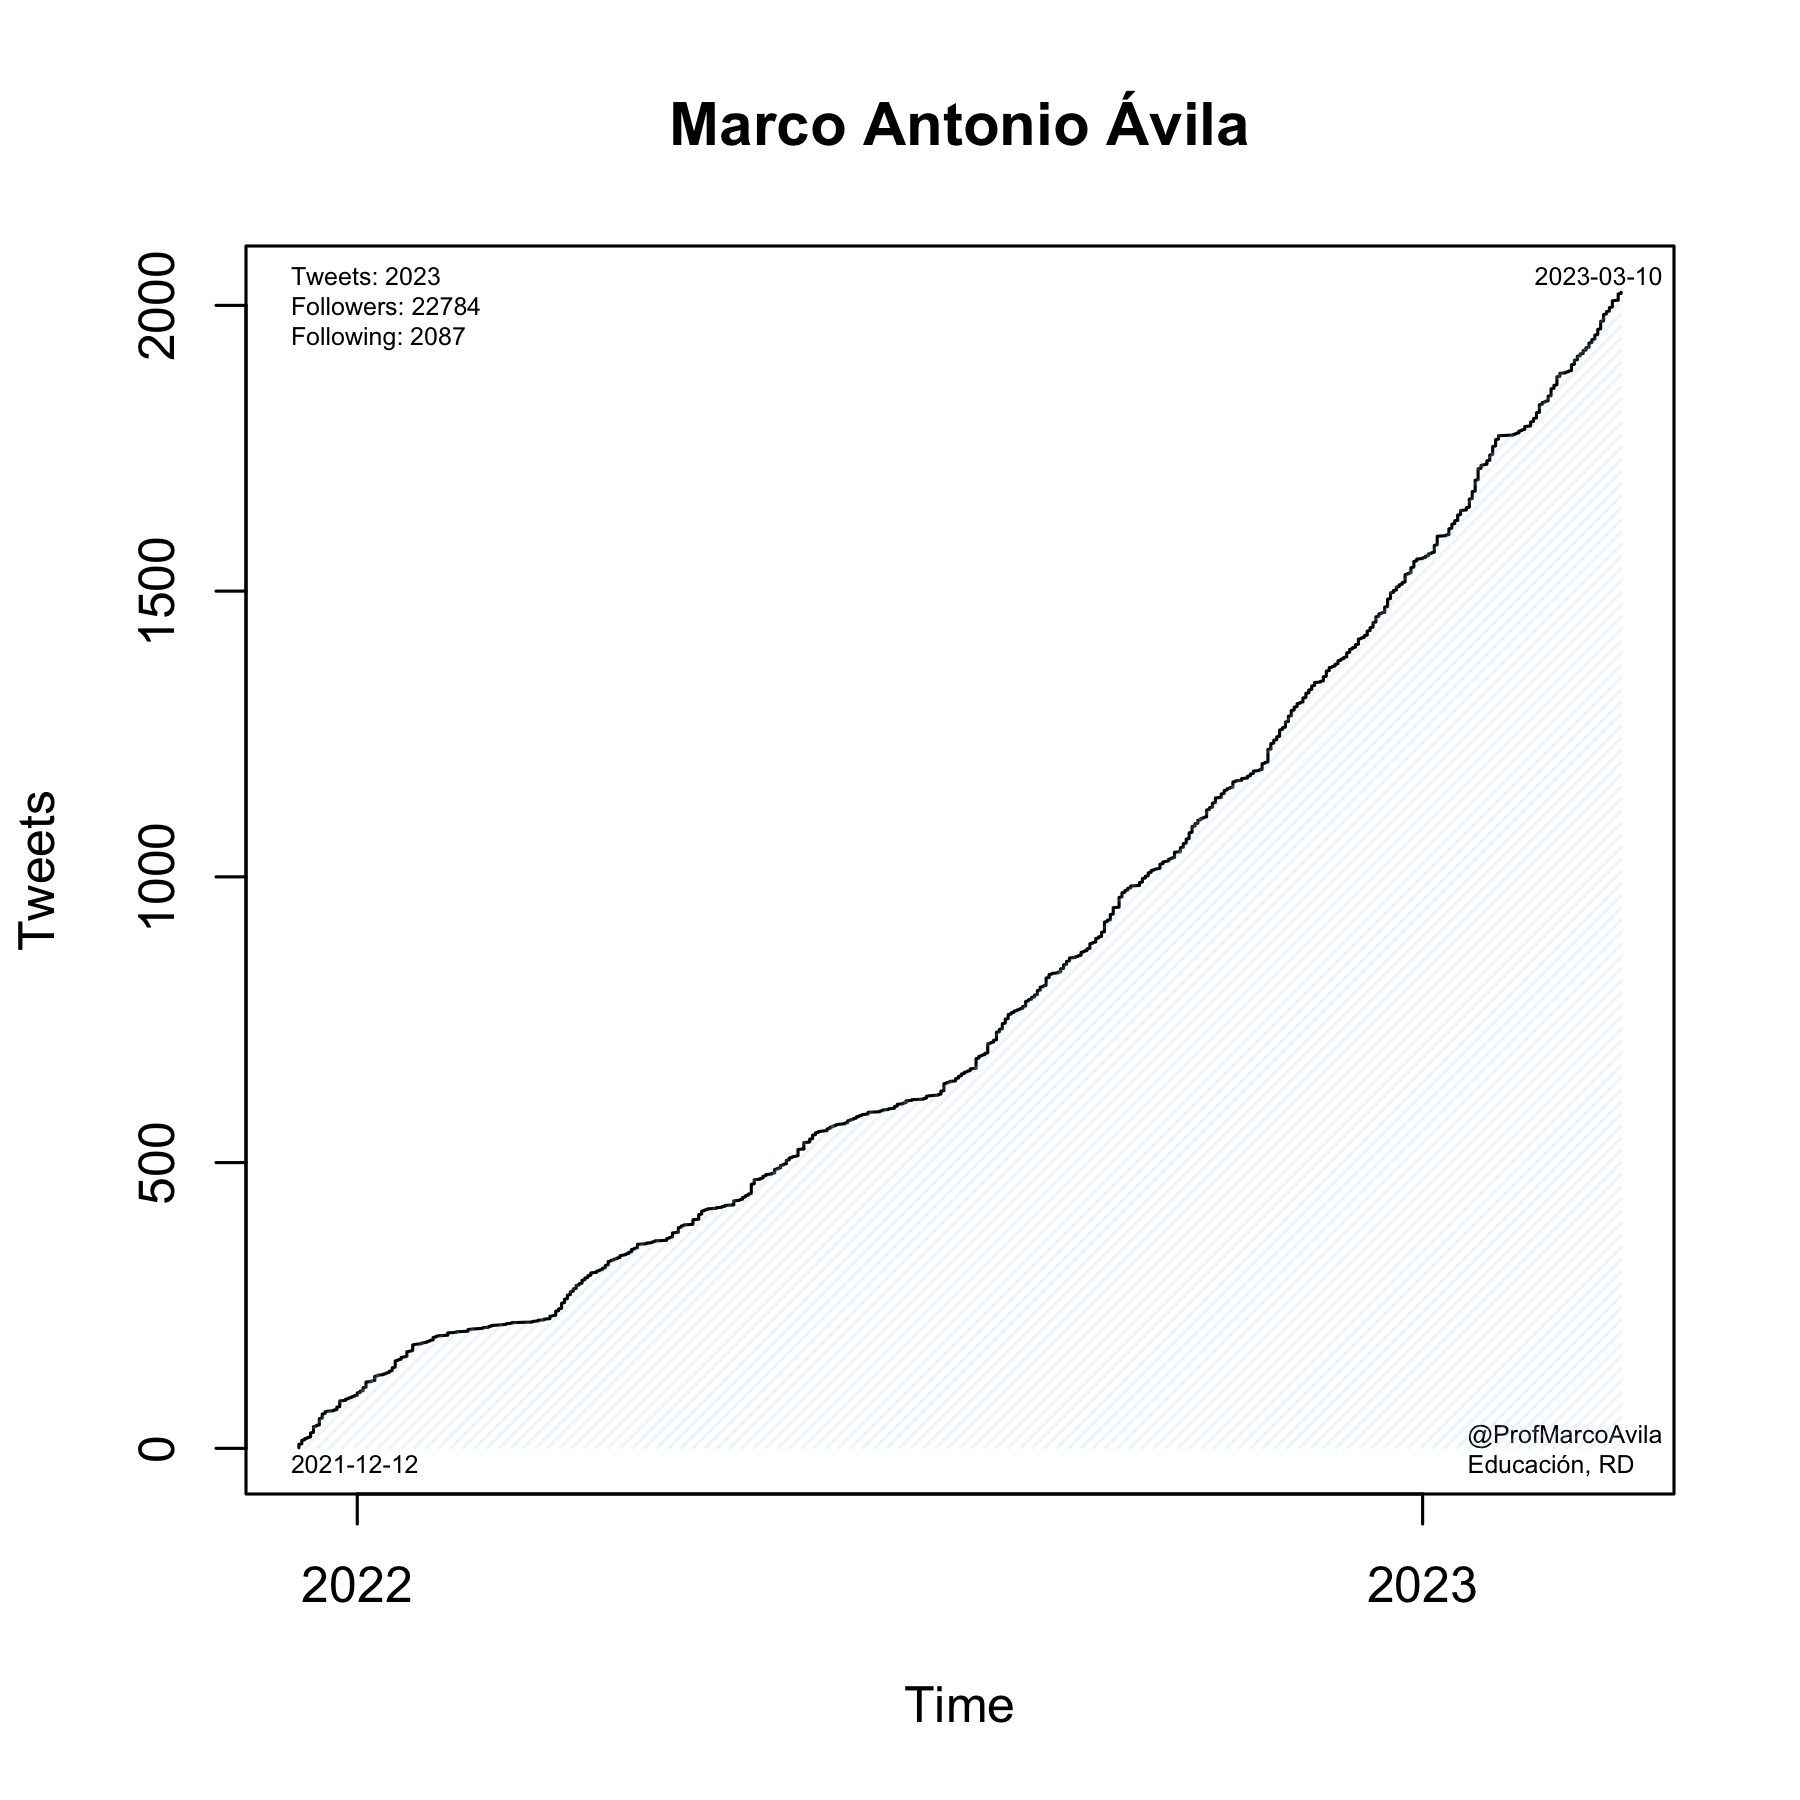 Marco Antonio Ávila
Tweets: 2023
Followers: 22784
Following: 2087
2023-03-10
2000
1500
1000
500
0
Tweets
@ProfMarcoAvila
Educación, RD
2021-12-12
2022
2023
Time